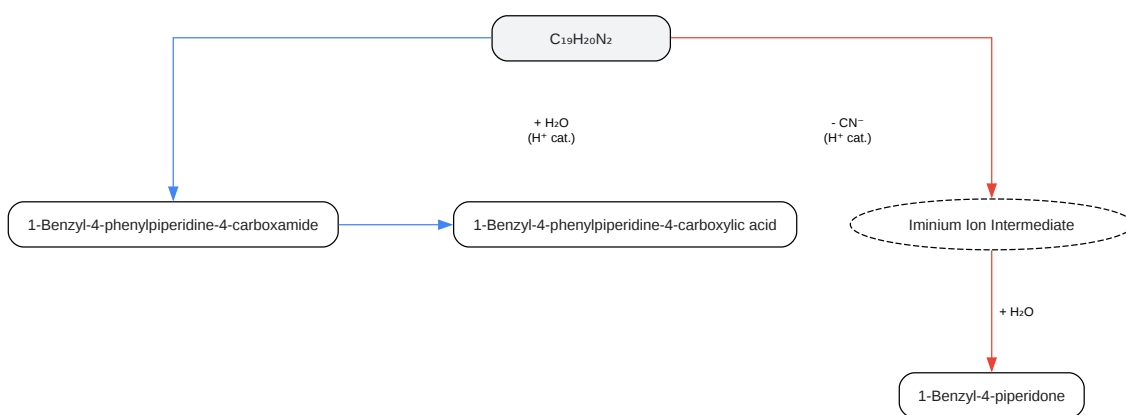 C₁₉H₂₀N₂
+ H₂O
(H⁺ cat.)
- CN⁻
(H⁺ cat.)
1-Benzyl-4-phenylpiperidine-4-carboxamide
1-Benzyl-4-phenylpiperidine-4-carboxylic acid
Iminium Ion Intermediate
+ H₂O
1-Benzyl-4-piperidone